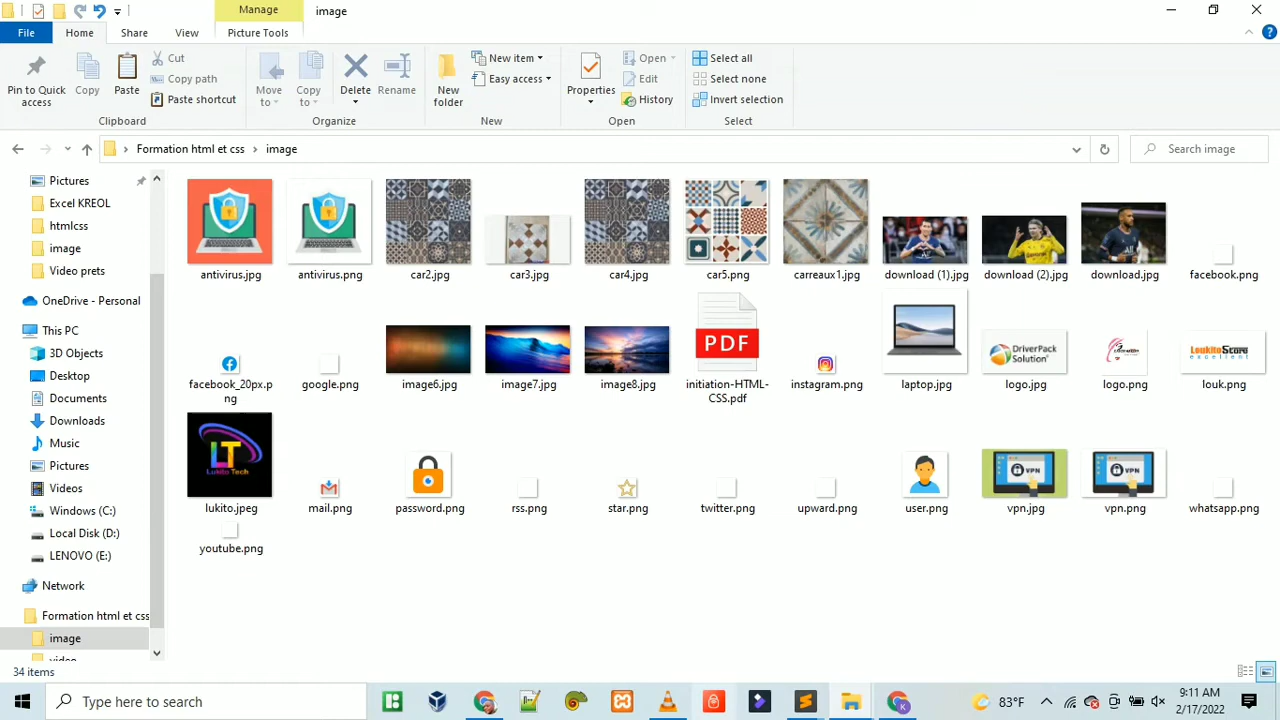 Manage
image
File
Home
Share
View
Picture Tools
Pin to Quick access
Copy
Paste
Cut
Copy path
Paste shortcut
Clipboard
Move to
Copy to
Delete
Rename
Organize
New folder
New item
Easy access
New
Properties
Open
Edit
History
Open
Select all
Select none
Invert selection
Select
Formation html et css
image
Search image
Pictures
Excel KREOL
htmlcss
image
Video prets
OneDrive - Personal
This PC
3D Objects
Desktop
Documents
Downloads
Music
Pictures
Videos
Windows (C:)
Local Disk (D:)
LENOVO (E:)
Network
Formation html et css
image
video
antivirus.jpg
antivirus.png
car2.jpg
car3.jpg
car4.jpg
car5.png
carreaux1.jpg
download (1).jpg
download (2).jpg
download.jpg
facebook.png
PDF
DriverPack
Solution
LoukitoStore
excellent
facebook_20px.p
ng
google.png
image6.jpg
image7.jpg
image8.jpg
initiation-HTML-
CSS.pdf
instagram.png
laptop.jpg
logo.jpg
logo.png
louk.png
LT
Lukito Tech
VPN
VPN
lukito.jpeg
mail.png
password.png
rss.png
star.png
twitter.png
upward.png
user.png
vpn.jpg
vpn.png
whatsapp.png
youtube.png
34 items
Type here to search
K
83°F
9:11 AM
2/17/2022